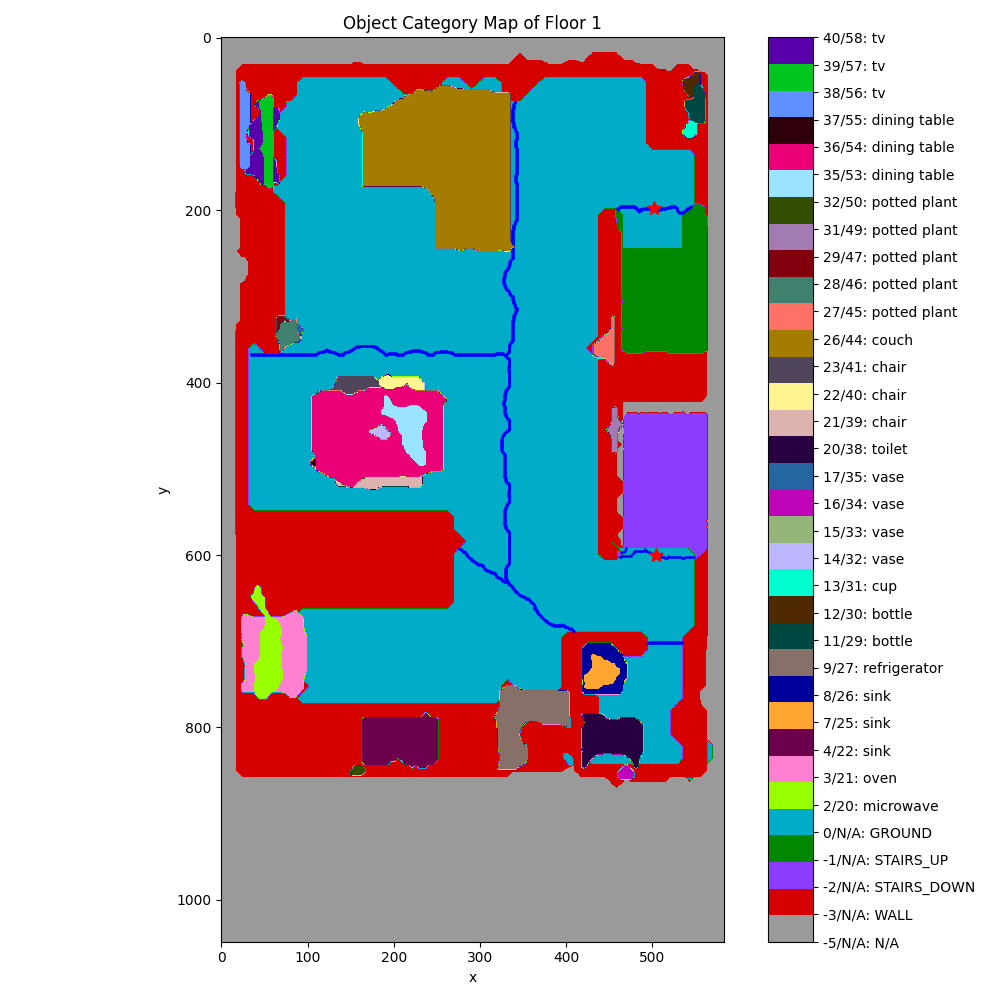 Object Category Map of Floor 1
y
0
200
400
600
800
1000
0
100
200
300
400
500
x
40/58: tv
39/57: tv
38/56: tv
37/55: dining table
36/54: dining table
35/53: dining table
32/50: potted plant
31/49: potted plant
29/47: potted plant
28/46: potted plant
27/45: potted plant
26/44: couch
23/41: chair
22/40: chair
21/39: chair
20/38: toilet
17/35: vase
16/34: vase
15/33: vase
14/32: vase
13/31: cup
12/30: bottle
11/29: bottle
9/27: refrigerator
8/26: sink
7/25: sink
4/22: sink
3/21: oven
2/20: microwave
0/N/A: GROUND
-1/N/A: STAIRS_UP
-2/N/A: STAIRS_DOWN
-3/N/A: WALL
-5/N/A: N/A